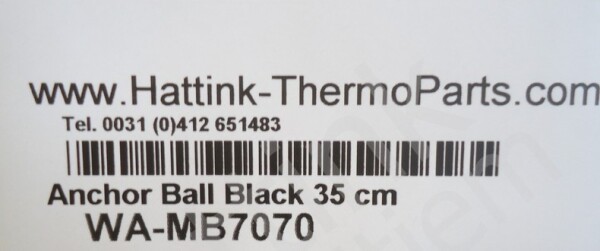 www.Hattink-ThermoParts.com
Tel. 0031 (0)412 651483
Anchor Ball Black 35 cm
WA-MB7070